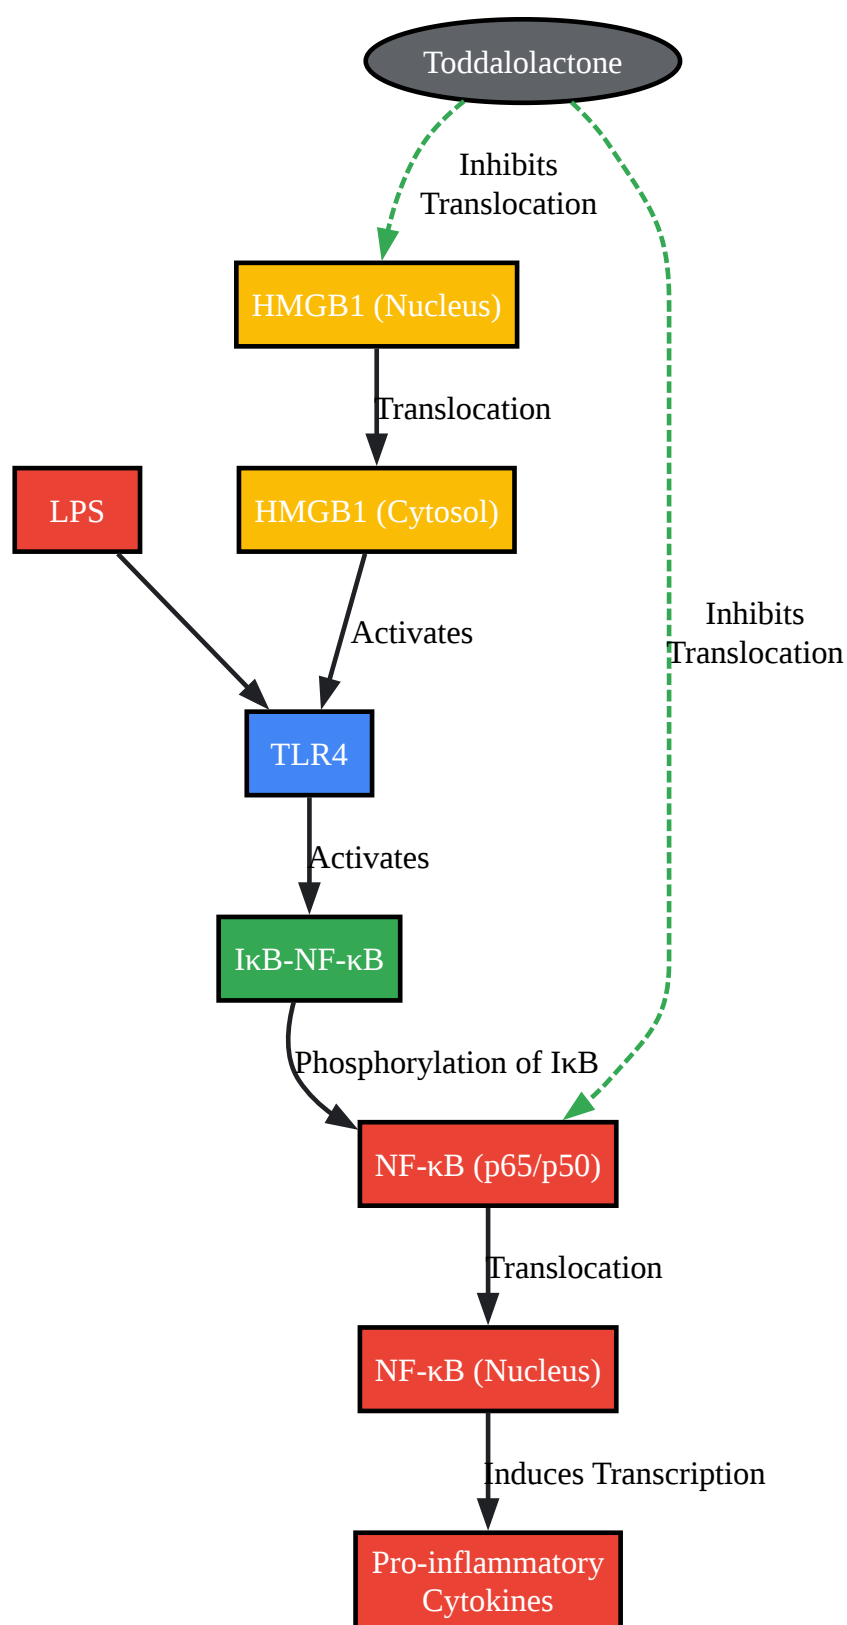 Toddalolactone
Inhibits
Translocation
HMGB1 (Nucleus)
Translocation
LPS
HMGB1 (Cytosol)
Activates
Inhibits
Translocation
TLR4
Activates
IκB-NF-κB
Phosphorylation of IκB
NF-κB (p65/p50)
Translocation
NF-κB (Nucleus)
Induces Transcription
Pro-inflammatory
Cytokines